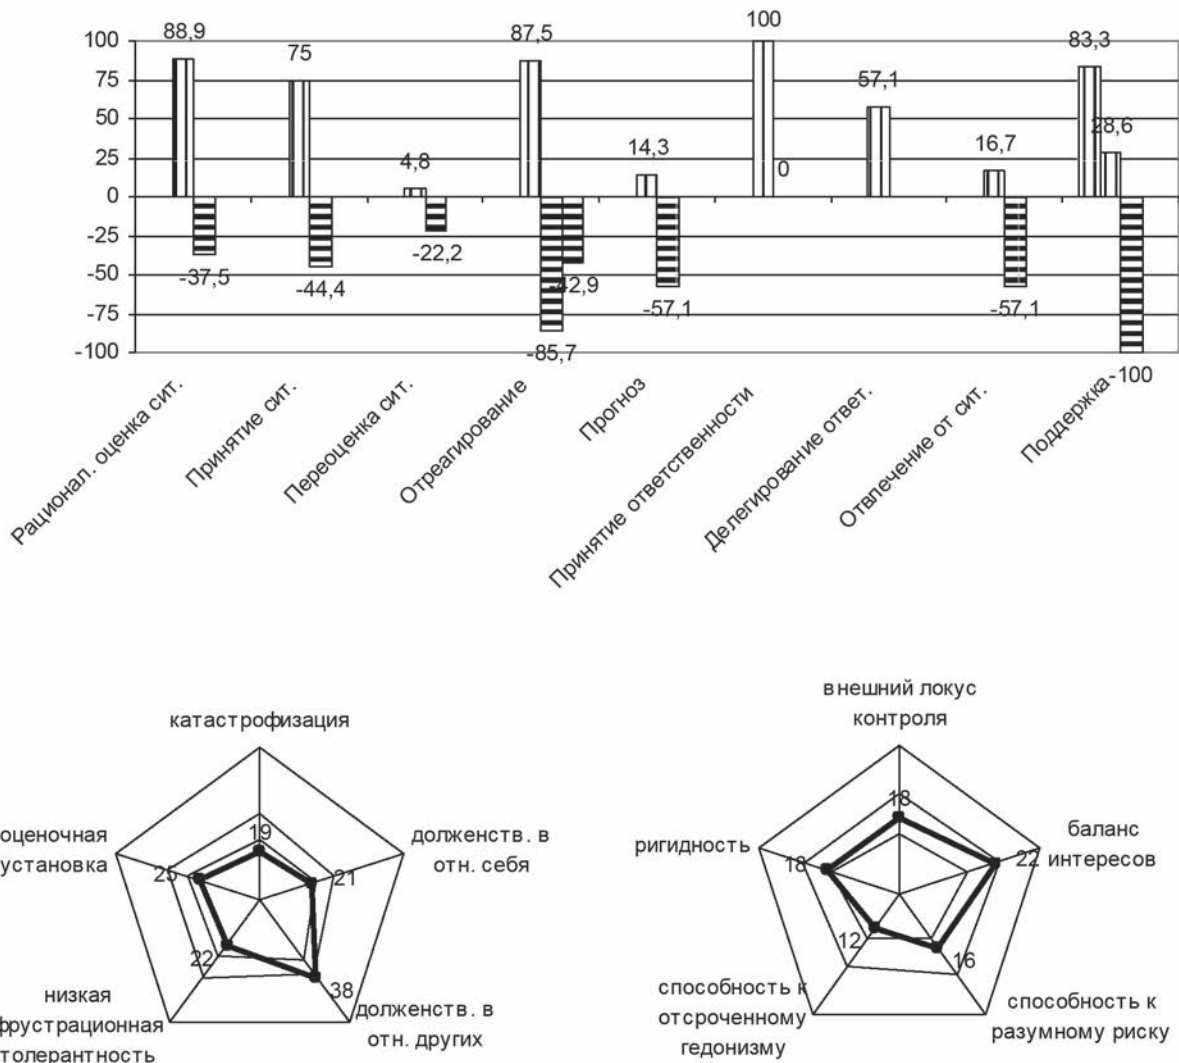 100
88,9
75
87,5
100
83,3
100
75
57,1
50
28,6
25
4,8
14,3
16,7
0
0
-25
-22,2
-37,5
-44,4
-42,9
-50
-57,1
-57,1
-75
-85,7
-100
-100
Рационал. оценка сит.
Принятие сит.
Переоценка сит.
Отреагирование
Прогноз
Принятие ответственности
Делегирование ответ.
Отвлечение от сит.
Поддержка
катастрофизация
19
долженств. в
отн. себя
21
38
долженств. в
отн. других
22
низкая
фрустрационная
толерантность
25
оценочная
установка
внешний локус
контроля
18
баланс
интересов
22
16
способность к
разумному риску
12
способность к
отсроченному
гедонизму
18
ригидность